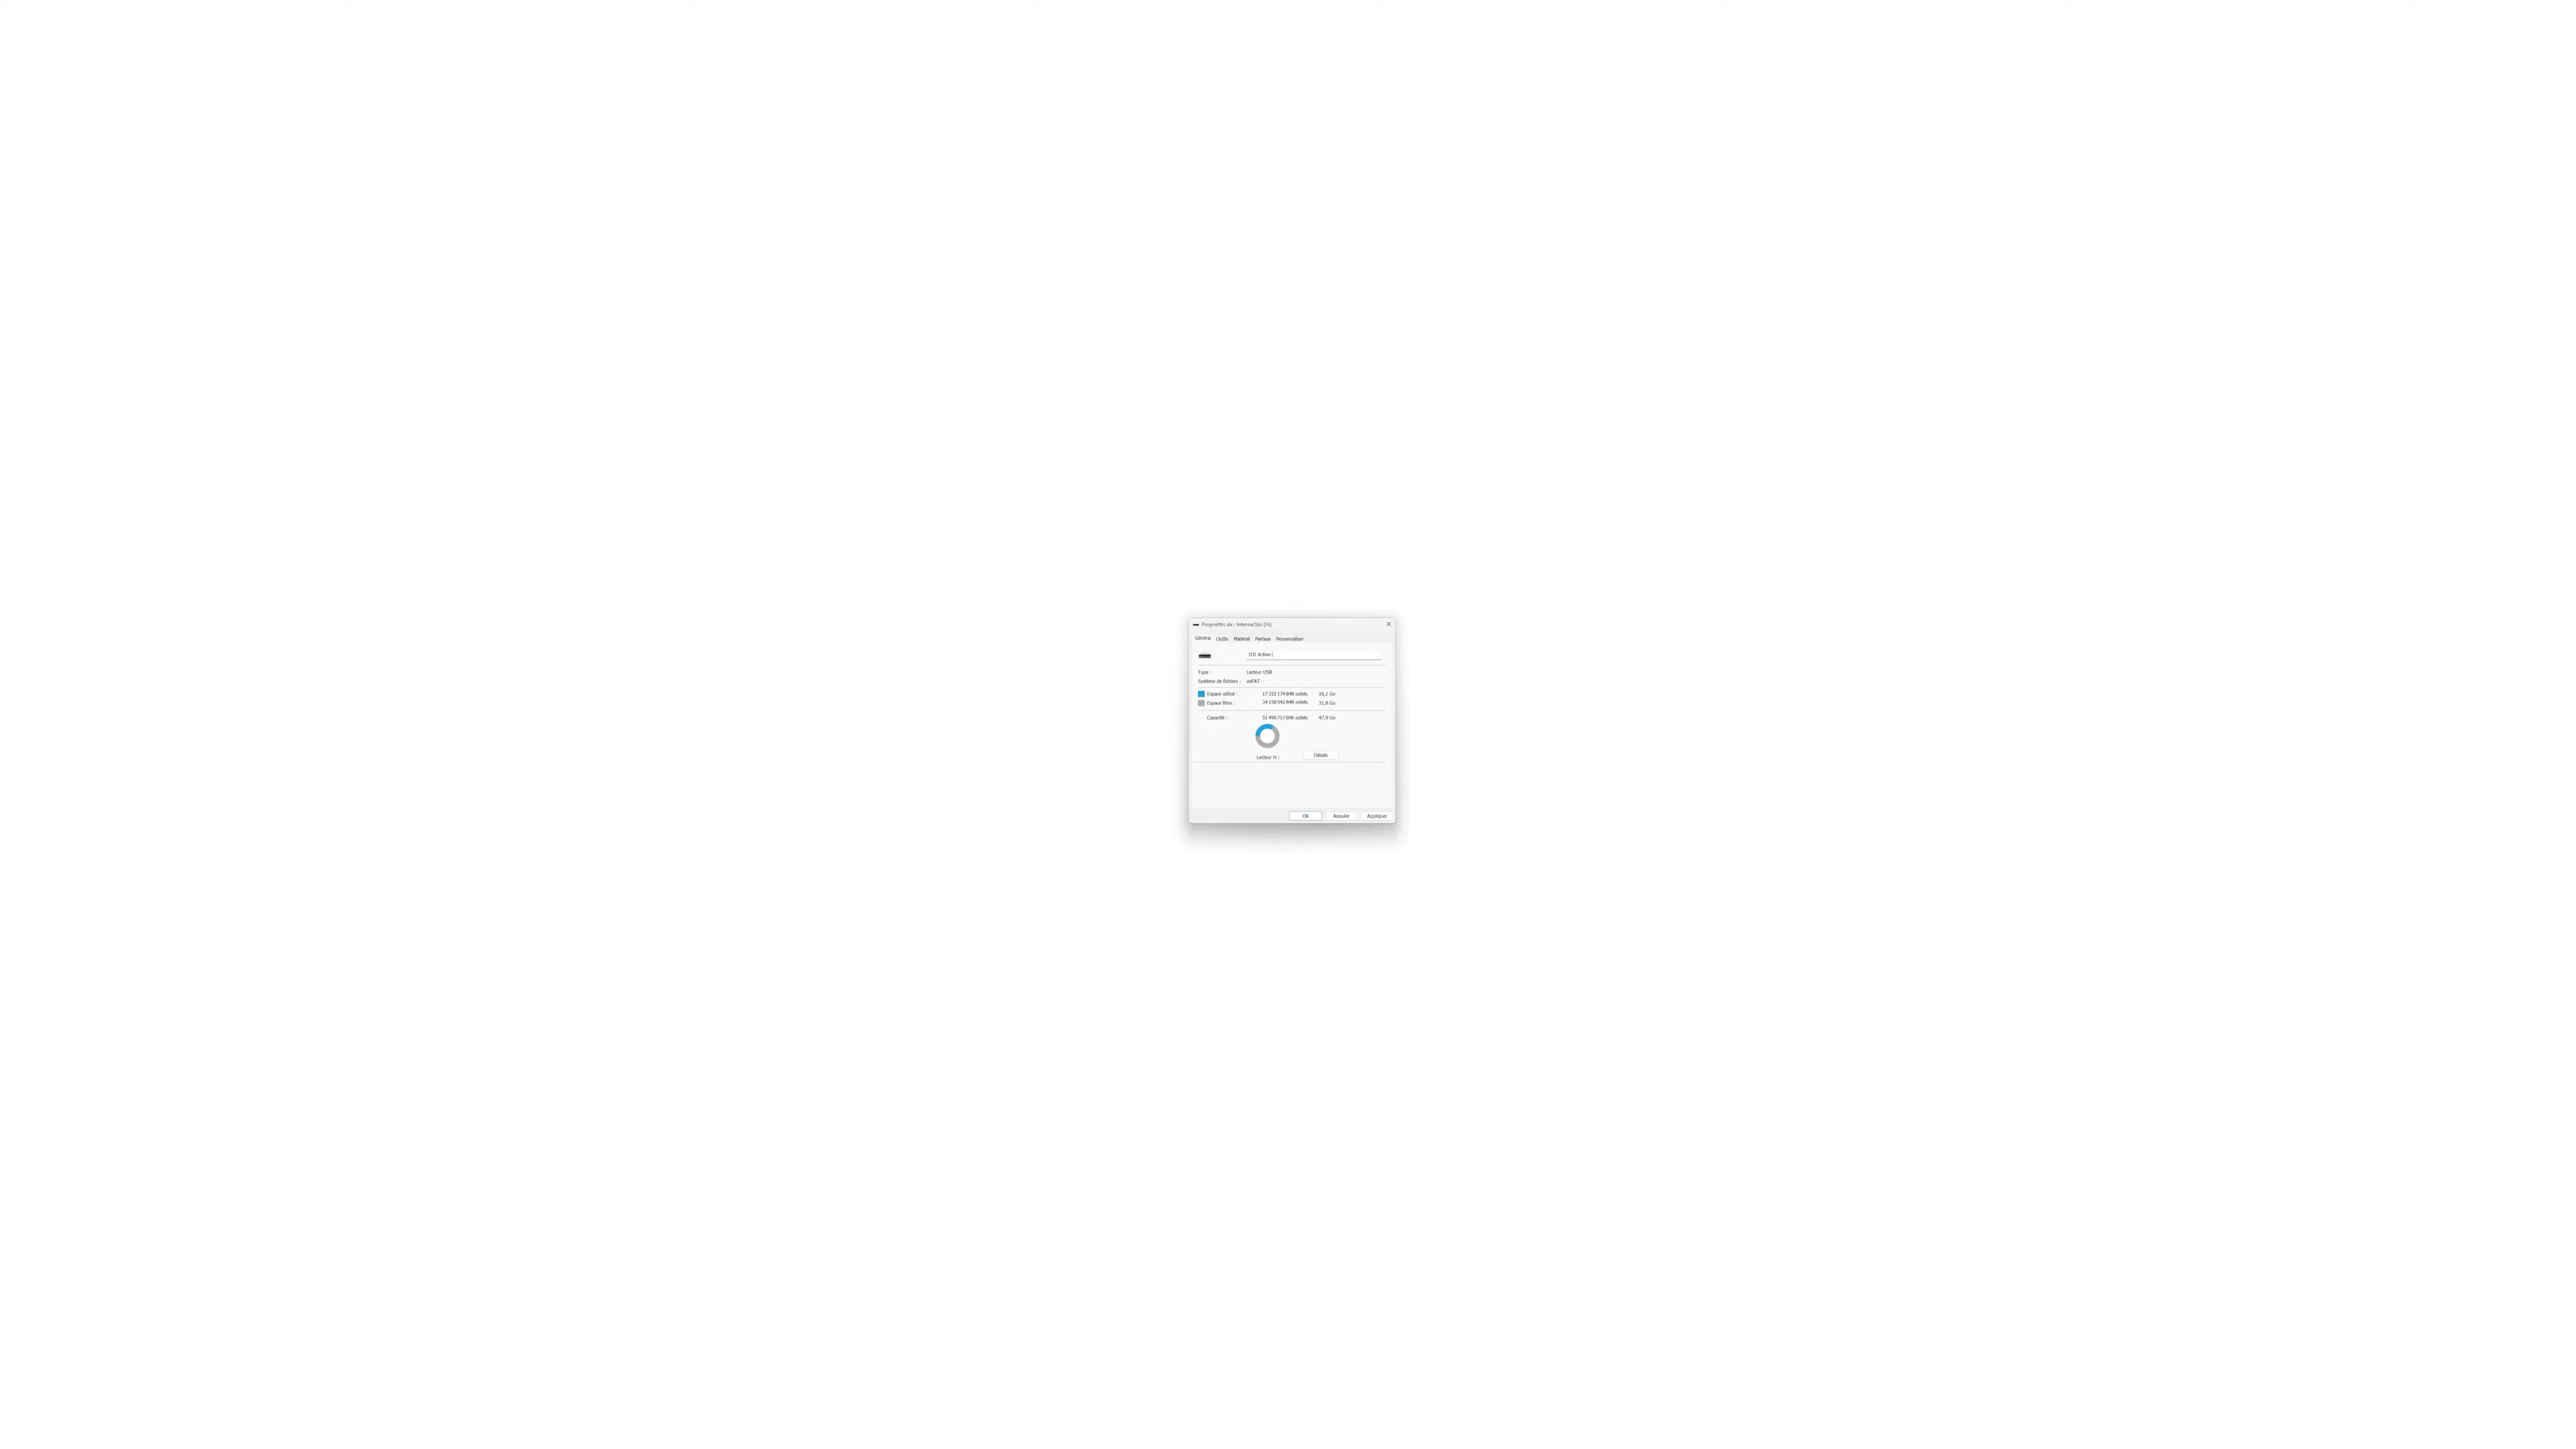 Propriétés de : InternalSto (H:)
Général Outils Matériel Partage Personnaliser
DJI Action
Type : Lecteur USB
Système de fichiers : exFAT
Espace utilisé : 17 332 174 848 octets 16,1 Go
Espace libre : 34 158 542 848 octets 31,8 Go
Capacité : 51 490 717 696 octets 47,9 Go
Lecteur H :
Détails
OK Annuler Appliquer